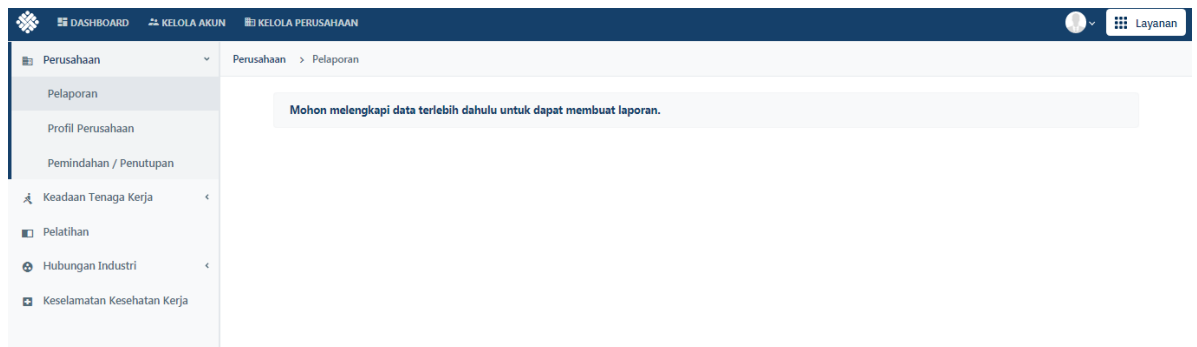 DASHBOARD KELOLA AKUN KELOLA PERUSAHAAN Layanan
Perusahaan
Perusahaan > Pelaporan
Pelaporan
Mohon melengkapi data terlebih dahulu untuk dapat membuat laporan.
Profil Perusahaan
Pemindahan / Penutupan
Keadaan Tenaga Kerja
Pelatihan
Hubungan Industri
Keselamatan Kesehatan Kerja